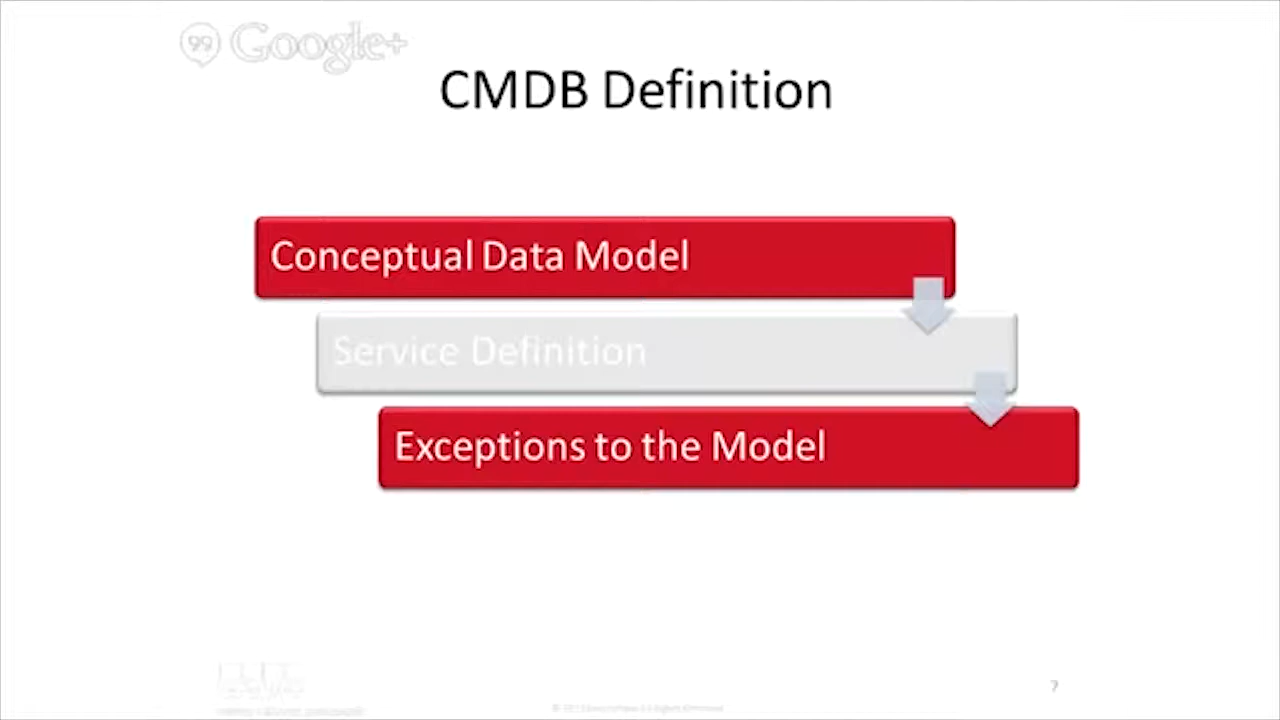 Google+
CMDB Definition
Conceptual Data Model
Service Definition
Exceptions to the Model
7